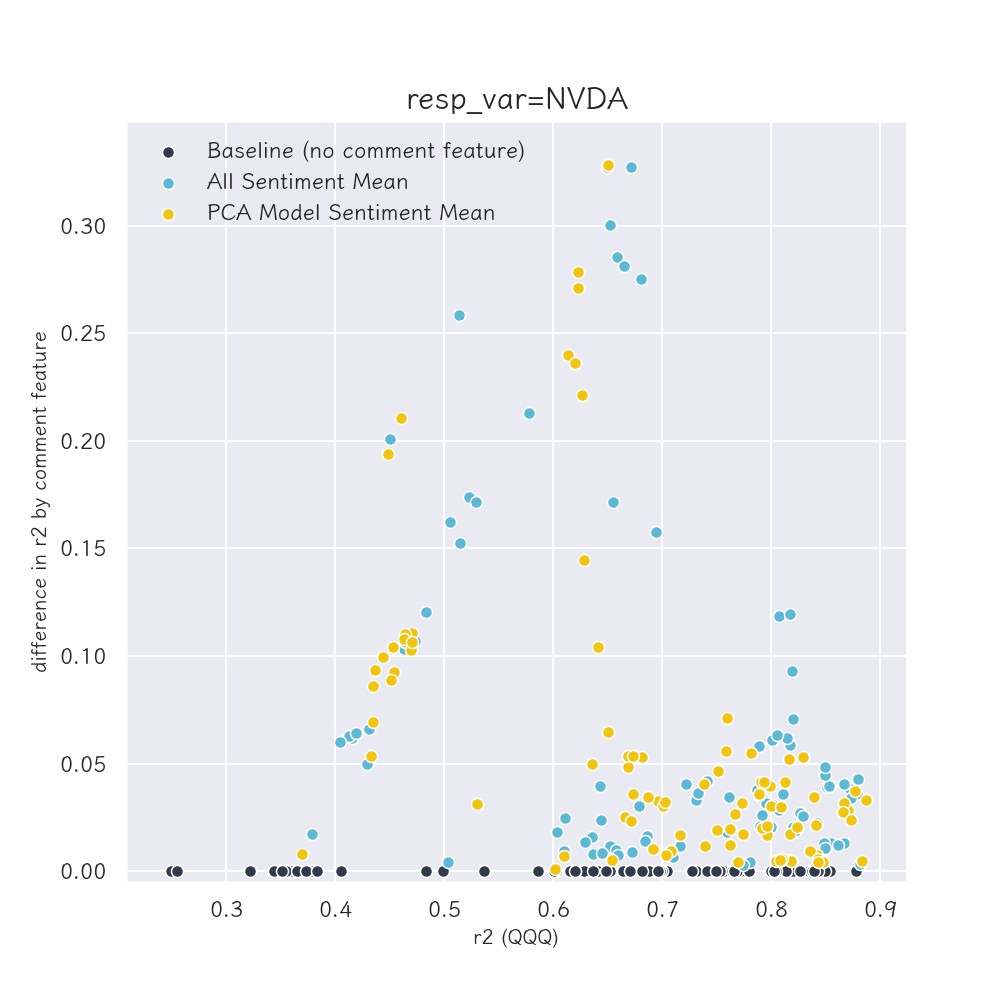 resp_var=NVDA
Baseline (no comment feature)
All Sentiment Mean
PCA Model Sentiment Mean
difference in r2 by comment feature
0.30
0.25
0.20
0.15
0.10
0.05
0.00
0.3 0.4 0.5 0.6 0.7 0.8 0.9
r2 (QQQ)